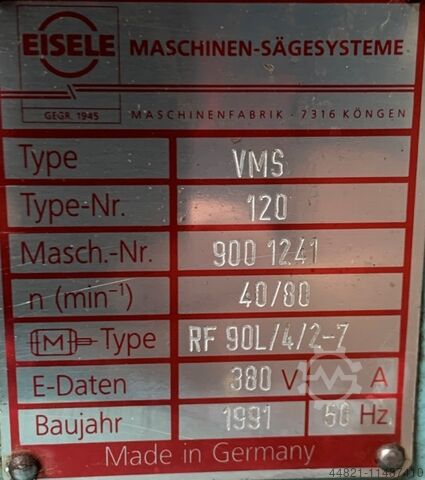 EISELE
MASCHINEN-SÄGESYSTEME
GEGR. 1945
MASCHINENFABRIK - 7316 KÖNGEN
Type VMS
Type-Nr. 120
Masch.-Nr. 900 1241
n (min⁻¹) 40/80
M Type RF 90L/4/2-Z
E-Daten 380 V A
Baujahr 1991 50 Hz
Made in Germany